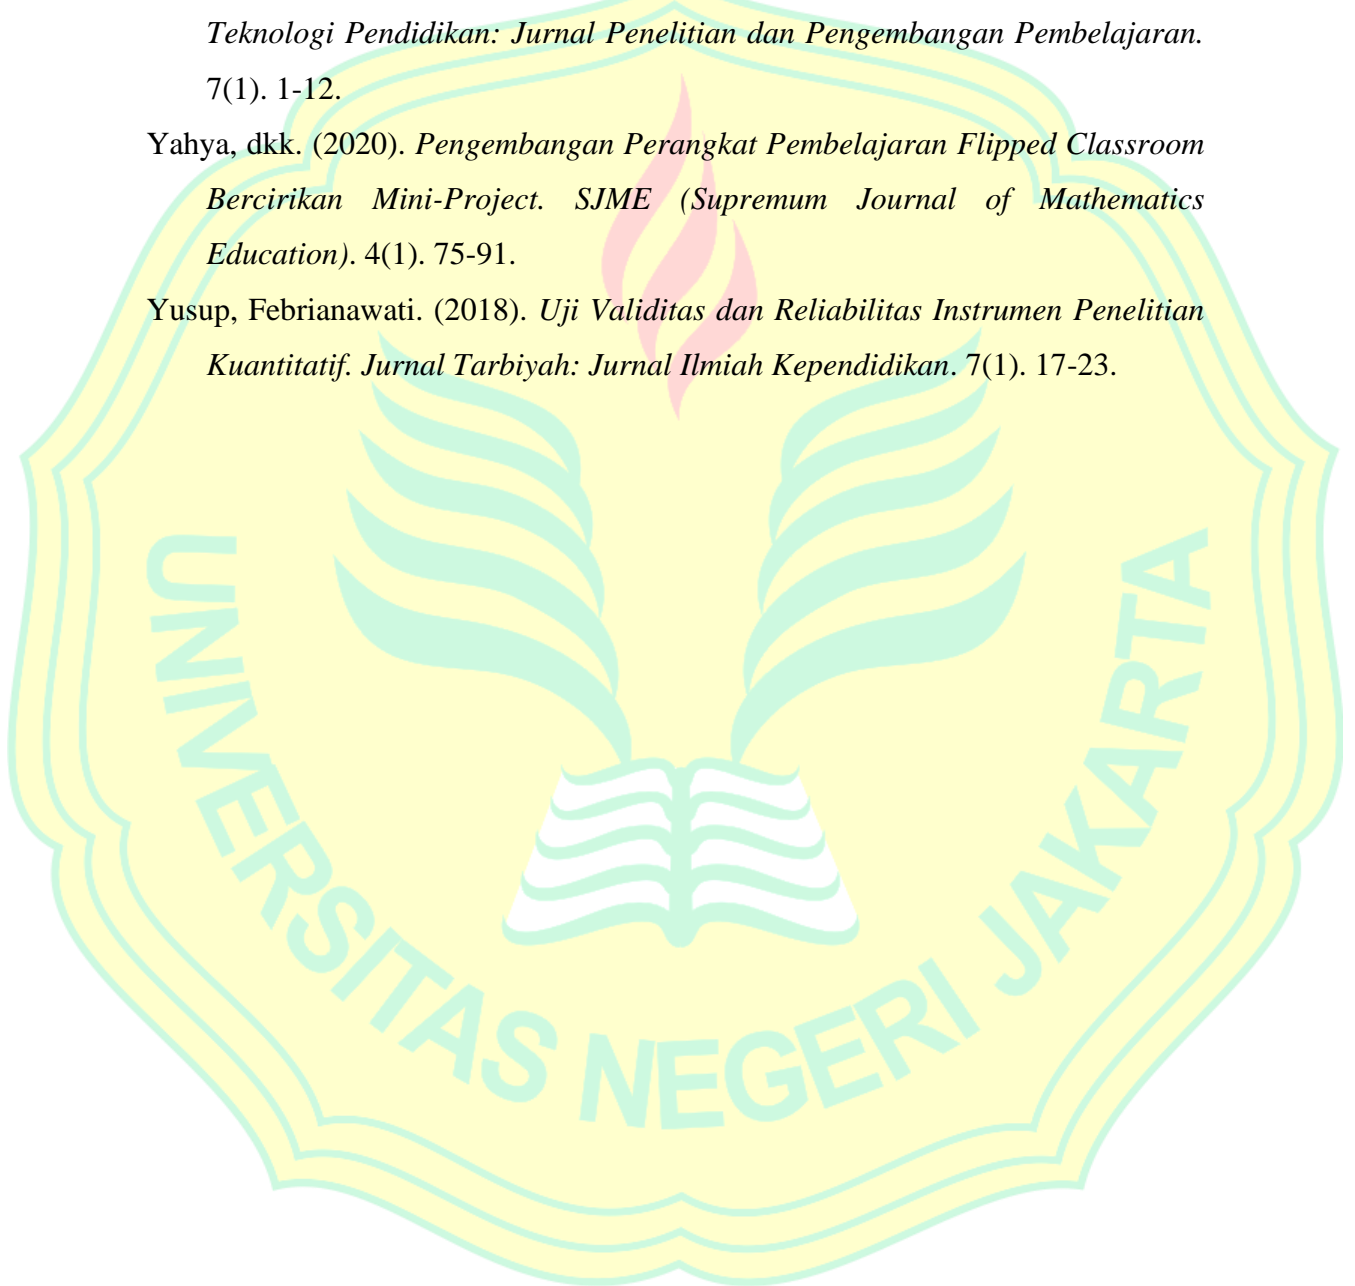 Teknologi Pendidikan: Jurnal Penelitian dan Pengembangan Pembelajaran.
7(1). 1-12.
Yahya, dkk. (2020). Pengembangan Perangkat Pembelajaran Flipped Classroom
Bercirikan Mini-Project. SJME (Supremum Journal of Mathematics
Education). 4(1). 75-91.
Yusup, Febrianawati. (2018). Uji Validitas dan Reliabilitas Instrumen Penelitian
Kuantitatif. Jurnal Tarbiyah: Jurnal Ilmiah Kependidikan. 7(1). 17-23.
UNIVERSITAS NEGERI JAKARTA